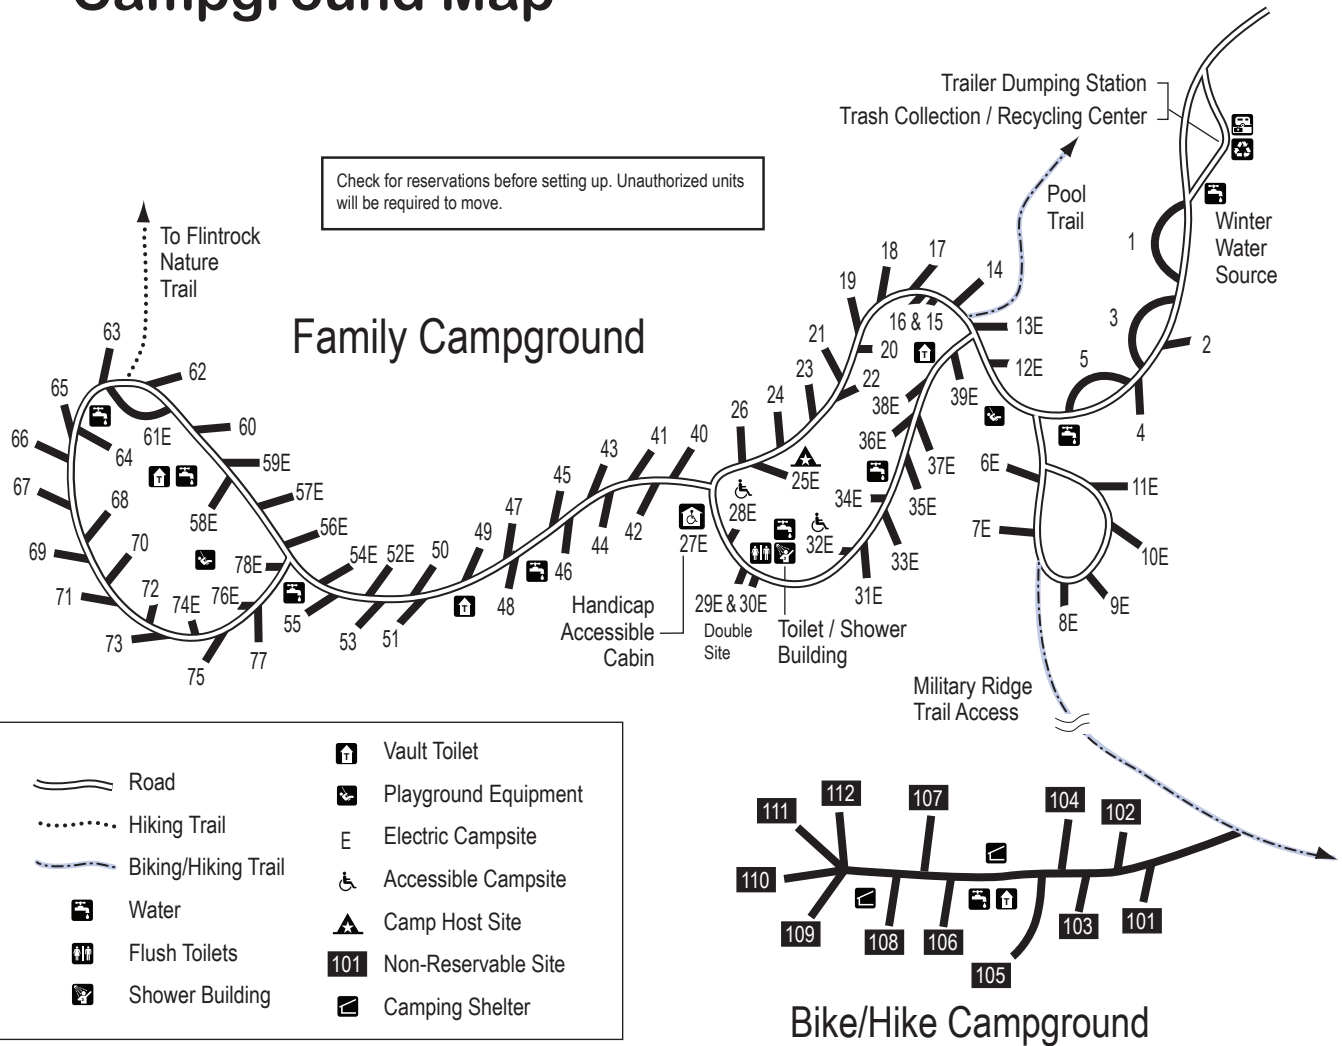 Campground Map
Trailer Dumping Station
Trash Collection / Recycling Center
Check for reservations before setting up. Unauthorized units
will be required to move.
Pool
Trail
Winter
Water
Source
To Flintrock
Nature
Trail
Family Campground
1
2
3
4
5
6E
7E
8E
9E
10E
11E
12E
13E
14
16 & 15
17
18
19
20
21
22
23
24
25E
26
27E
28E
29E & 30E
Double
Site
31E
32E
33E
34E
35E
36E
37E
38E
39E
40
41
42
43
44
45
46
47
48
49
50
51
52E
53
54E
55
56E
57E
58E
59E
60
61E
62
63
64
65
66
67
68
69
70
71
72
73
74E
75
76E
77
78E
T
T
T
Handicap
Accessible
Cabin
Toilet / Shower
Building
Military Ridge
Trail Access
Road
Hiking Trail
Biking/Hiking Trail
Water
Flush Toilets
Shower Building
T Vault Toilet
Playground Equipment
E Electric Campsite
Accessible Campsite
Camp Host Site
101 Non-Reservable Site
Camping Shelter
112
111
110
109
108
107
106
105
104
103
102
101
T
Bike/Hike Campground